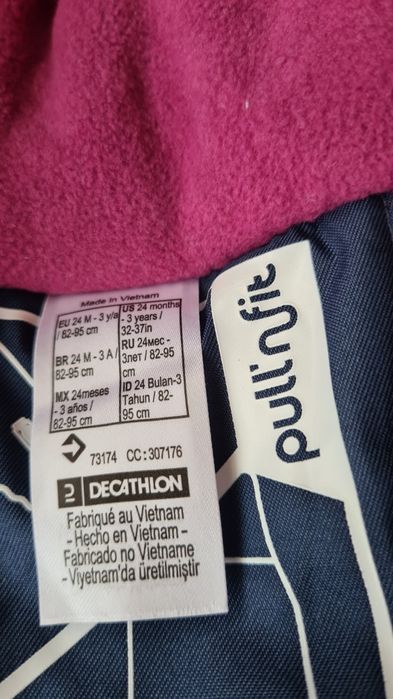 Made in Vietnam
EU 24 M - 3 y/a
/ 82-95 cm
US 24 months
- 3 years /
32-37in
BR 24 M - 3 A /
82-95 cm
RU 24мес -
3лет / 82-95
cm
MX 24meses
- 3 años /
82-95 cm
ID 24 Bulan-3
Tahun / 82-
95 cm
73174 CC:307176
2 DECATHLON
Fabriqué au Vietnam
- Hecho en Vietnam -
Fabricado no Vietname
- Viyetnam'da üretilmiştir
pull'n fit